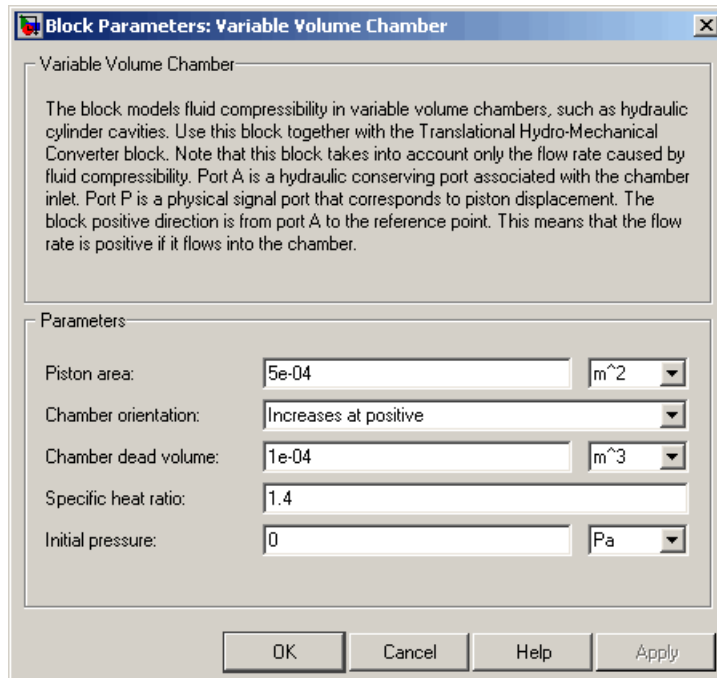 Block Parameters: Variable Volume Chamber
Variable Volume Chamber
The block models fluid compressibility in variable volume chambers, such as hydraulic
cylinder cavities. Use this block together with the Translational Hydro-Mechanical
Converter block. Note that this block takes into account only the flow rate caused by
fluid compressibility. Port A is a hydraulic conserving port associated with the chamber
inlet. Port P is a physical signal port that corresponds to piston displacement. The
block positive direction is from port A to the reference point. This means that the flow
rate is positive if it flows into the chamber.
Parameters
Piston area: 5e-04 m^2
Chamber orientation: Increases at positive
Chamber dead volume: 1e-04 m^3
Specific heat ratio: 1.4
Initial pressure: 0 Pa
OK Cancel Help Apply